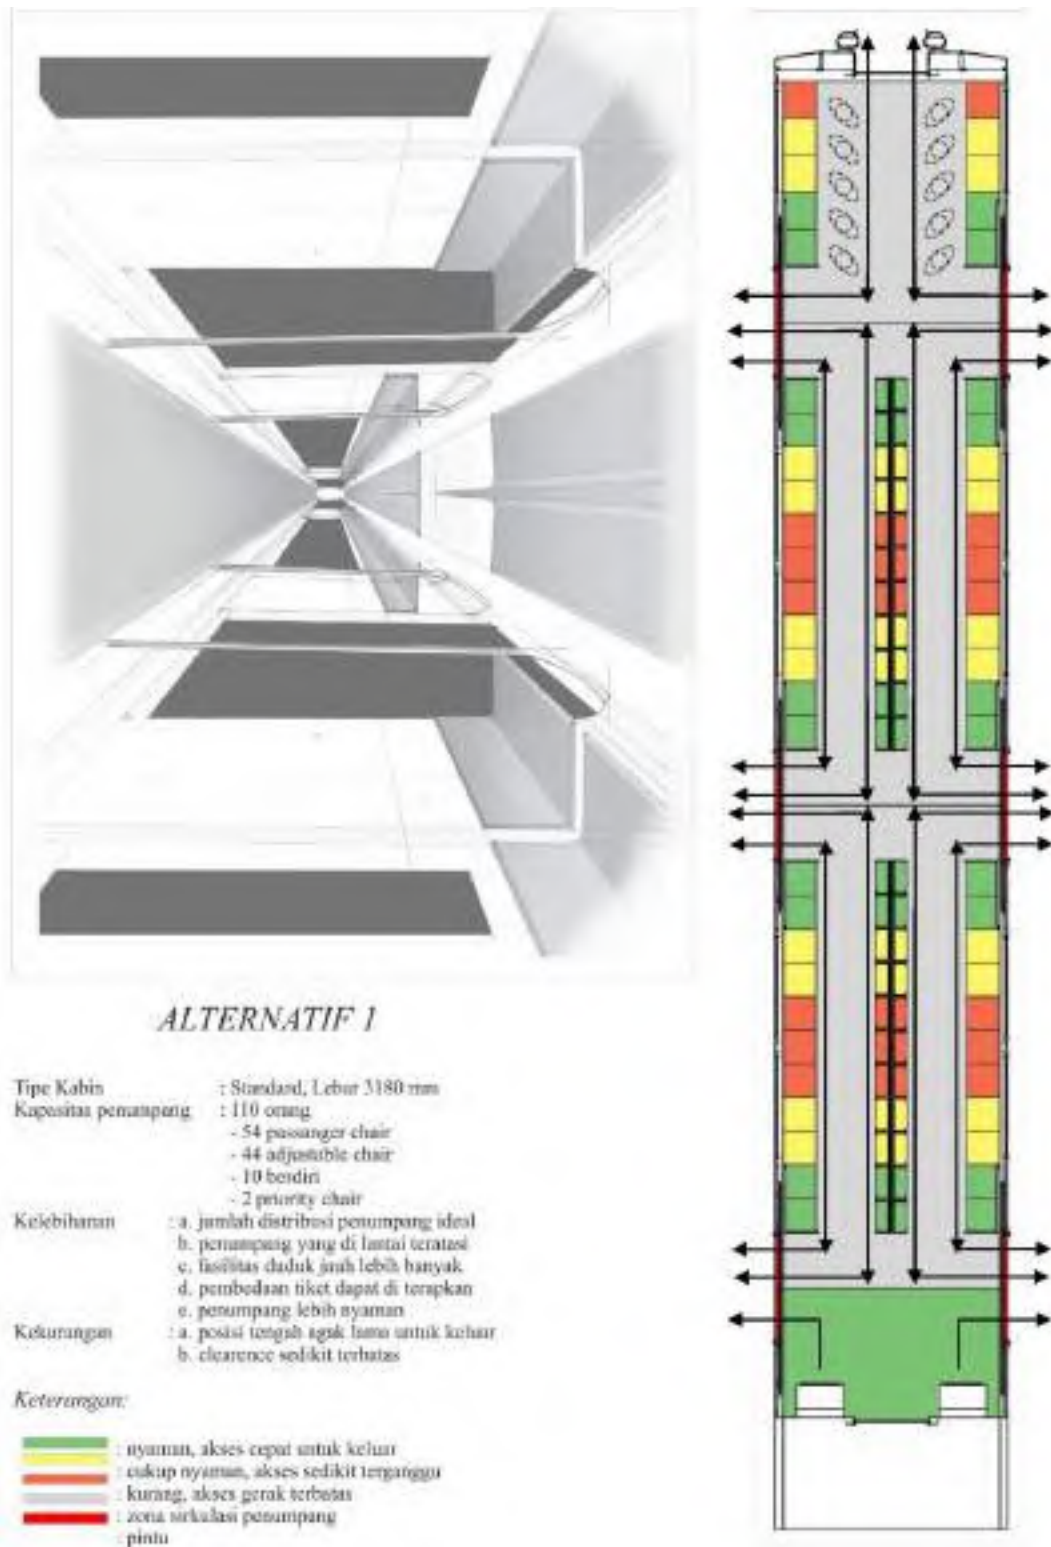 ALTERNATIF 1
Tipe Kabin : Standard, Lebar 3180 mm
Kapasitas penumpang : 110 orang
- 54 passanger chair
- 44 adjustable chair
- 10 berdiri
- 2 priority chair
Kelebihanan : a. jumlah distribusi penumpang ideal
b. penumpang yang di lantai teratasi
c. fasilitas duduk jauh lebih banyak
d. pembedaan tiket dapat di terapkan
e. penumpang lebih nyaman
Kekurangan : a. posisi tengah agak lama untuk keluar
b. clearence sedikit terbatas
Keterangan:
: nyaman, akses cepat untuk keluar
: cukup nyaman, akses sedikit terganggu
: kurang, akses gerak terbatas
: zona sirkulasi penumpang
: pintu